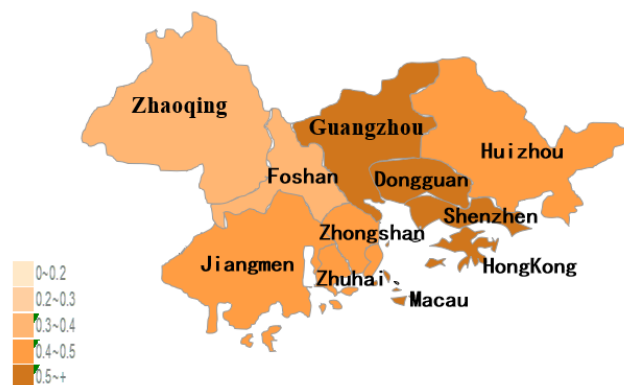 Zhaoqing
Guangzhou
Huizhou
Foshan
Dongguan
Shenzhen
Zhongshan
Jiangmen
HongKong
Zhuhai
Macau
0~0.2
0.2~0.3
0.3~0.4
0.4~0.5
0.5~+